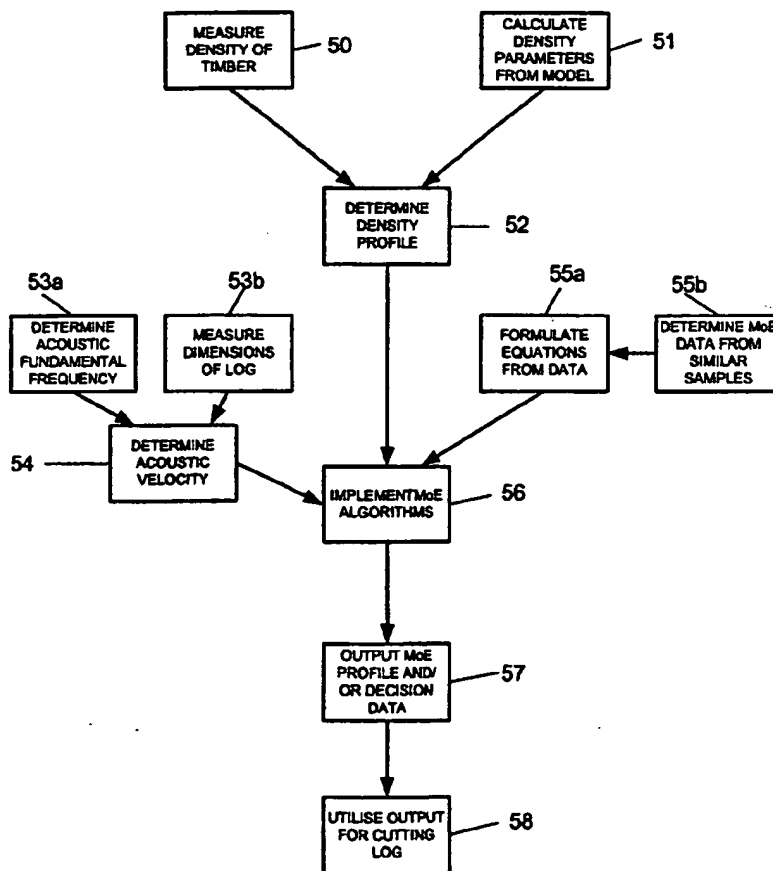 MEASURE
DENSITY OF
TIMBER
50
CALCULATE
DENSITY
PARAMETERS
FROM MODEL
51
DETERMINE
DENSITY
PROFILE
52
53a
DETERMINE
ACOUSTIC
FUNDAMENTAL
FREQUENCY
53b
MEASURE
DIMENSIONS
OF LOG
55a
FORMULATE
EQUATIONS
FROM DATA
55b
DETERMINE MoE
DATA FROM
SIMILAR
SAMPLES
54
DETERMINE
ACOUSTIC
VELOCITY
IMPLEMENT MoE
ALGORITHMS
56
OUTPUT MoE
PROFILE AND/
OR DECISION
DATA
57
UTILISE OUTPUT
FOR CUTTING
LOG
58